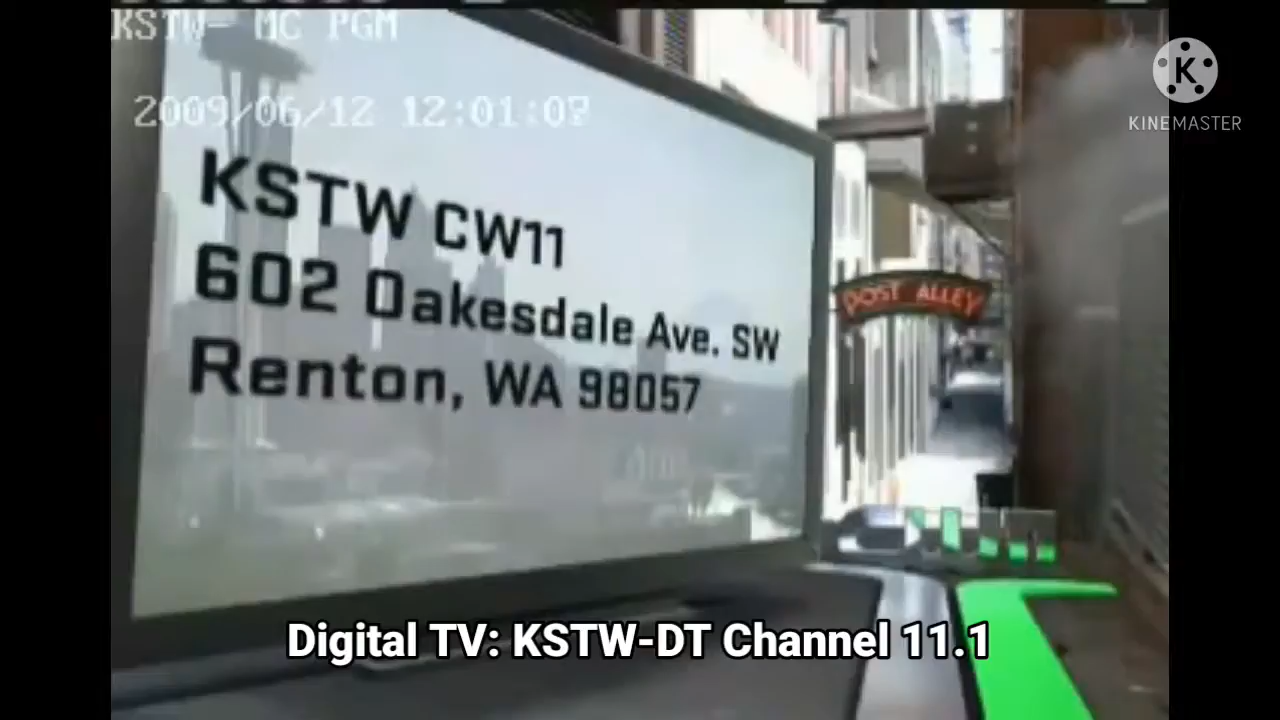 KSTW- MC PGM
2009/06/12 12:01:07
KINEMASTER
KSTW CW11
602 Oakesdale Ave. SW
Renton, WA 98057
POST ALLEY
Digital TV: KSTW-DT Channel 11.1